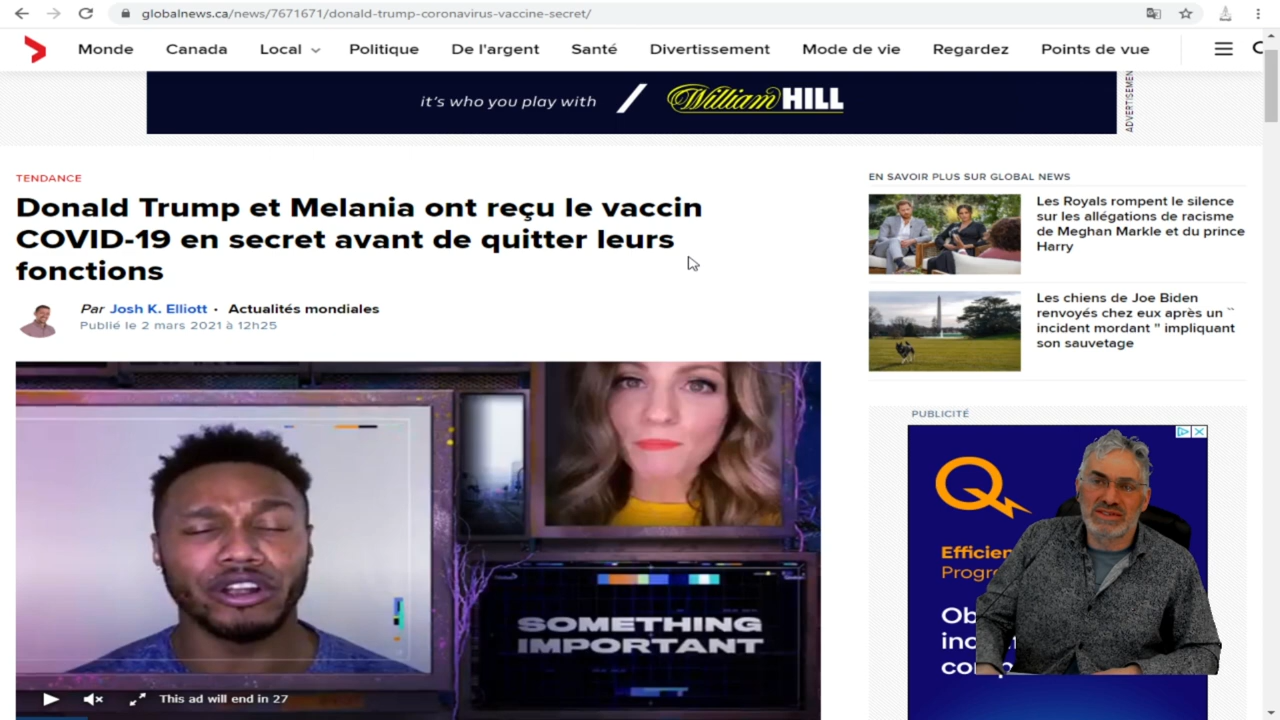 globalnews.ca/news/7671671/donald-trump-coronavirus-vaccine-secret/
Monde Canada Local Politique De l'argent Santé Divertissement Mode de vie Regardez Points de vue
it's who you play with William HILL
ADVERTISEMEN
TENDANCE
Donald Trump et Melania ont reçu le vaccin
COVID-19 en secret avant de quitter leurs
fonctions
Par Josh K. Elliott · Actualités mondiales
Publié le 2 mars 2021 à 12h25
SOMETHING
IMPORTANT
This ad will end in 27
EN SAVOIR PLUS SUR GLOBAL NEWS
Les Royals rompent le silence
sur les allégations de racisme
de Meghan Markle et du prince
Harry
Les chiens de Joe Biden
renvoyés chez eux après un ``
incident mordant " impliquant
son sauvetage
PUBLICITÉ
Efficien
Progr
Ob
inc